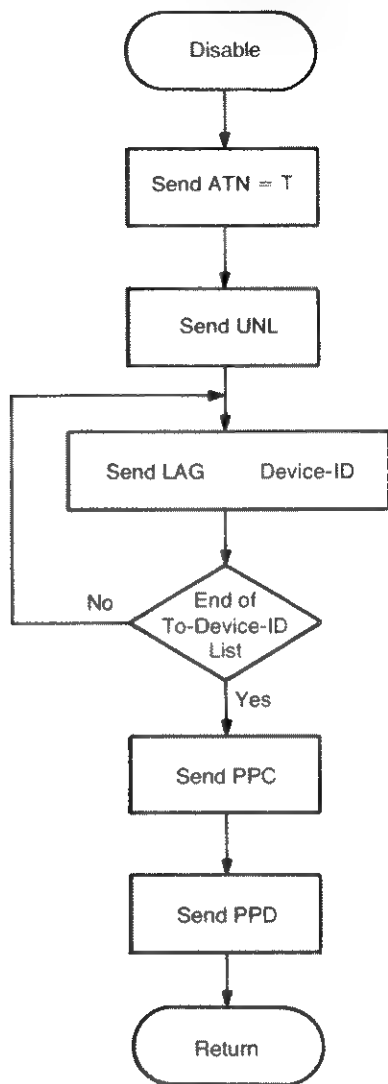 Disable
Send ATN = T
Send UNL
Send LAG Device-ID
No
End of
To-Device-ID
List
Yes
Send PPC
Send PPD
Return